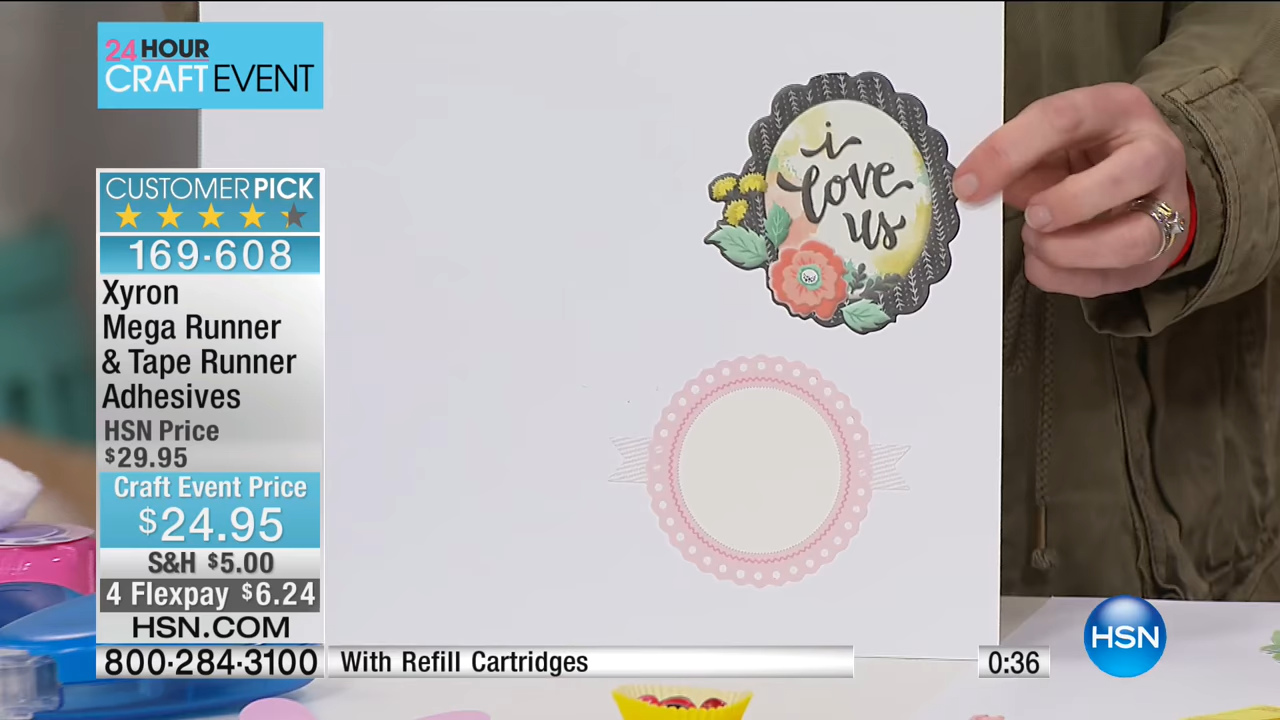 24 HOUR
CRAFT EVENT
CUSTOMER PICK
169·608
Xyron
Mega Runner
& Tape Runner
Adhesives
HSN Price
$29.95
Craft Event Price
$24.95
S&H $5.00
4 Flexpay $6.24
HSN.COM
800·284·3100
With Refill Cartridges
0:36
HSN
i
love
us